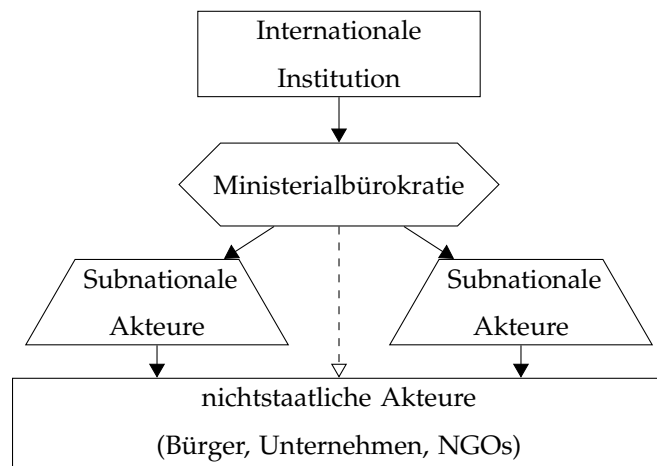 Internationale
Institution
Ministerialbürokratie
Subnationale
Akteure
Subnationale
Akteure
nichtstaatliche Akteure
(Bürger, Unternehmen, NGOs)